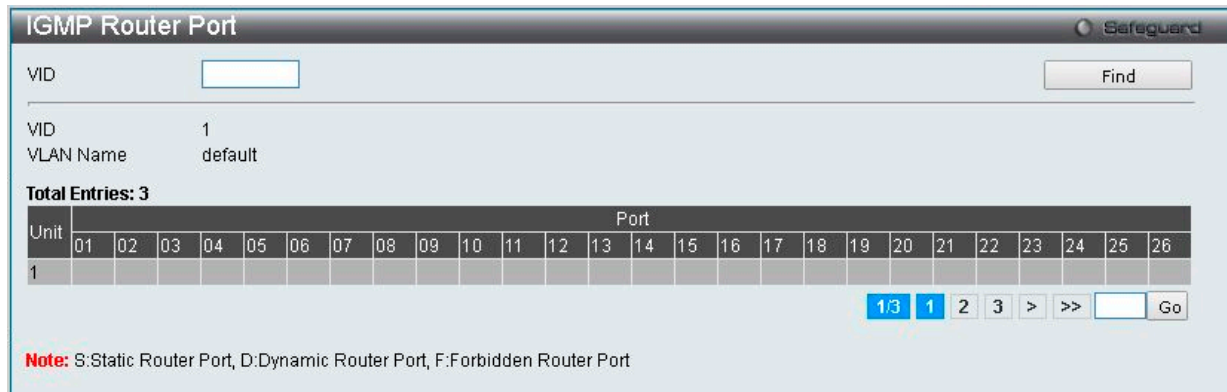 IGMP Router Port
Safeguard
VID
Find
VID 1
VLAN Name default
Total Entries: 3
Unit Port
01 02 03 04 05 06 07 08 09 10 11 12 13 14 15 16 17 18 19 20 21 22 23 24 25 26
1
1/3 1 2 3 > >> Go
Note: S:Static Router Port, D:Dynamic Router Port, F:Forbidden Router Port